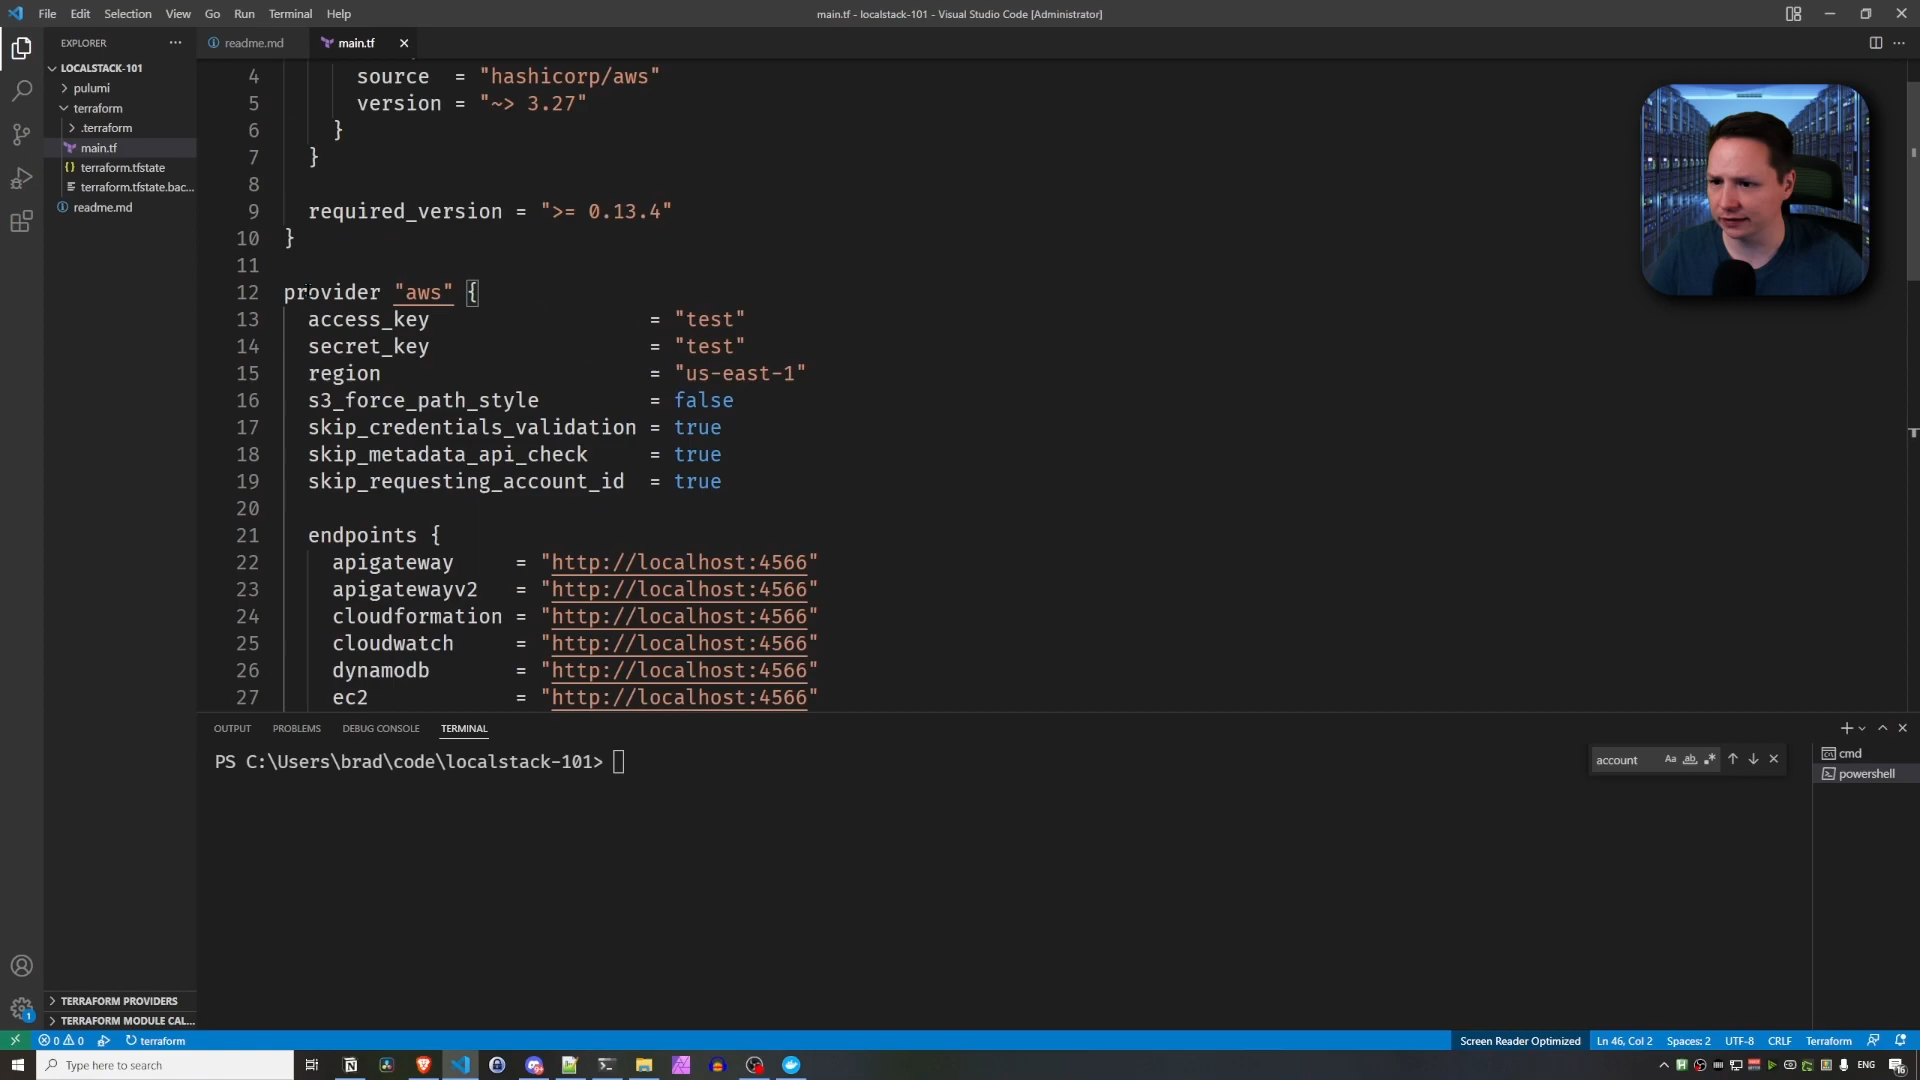 File Edit Selection View Go Run Terminal Help
main.tf - localstack-101 - Visual Studio Code [Administrator]
EXPLORER
readme.md
main.tf
LOCALSTACK-101
pulumi
terraform
.terraform
main.tf
terraform.tfstate
terraform.tfstate.bac...
readme.md
4 source = "hashicorp/aws"
5 version = "~> 3.27"
6 }
7 }
8
9 required_version = ">= 0.13.4"
10 }
11
12 provider "aws" {
13 access_key = "test"
14 secret_key = "test"
15 region = "us-east-1"
16 s3_force_path_style = false
17 skip_credentials_validation = true
18 skip_metadata_api_check = true
19 skip_requesting_account_id = true
20
21 endpoints {
22 apigateway = "http://localhost:4566"
23 apigatewayv2 = "http://localhost:4566"
24 cloudformation = "http://localhost:4566"
25 cloudwatch = "http://localhost:4566"
26 dynamodb = "http://localhost:4566"
27 ec2 = "http://localhost:4566"
OUTPUT PROBLEMS DEBUG CONSOLE TERMINAL
PS C:\Users\brad\code\localstack-101>
account
Aa ab .*
cmd
powershell
TERRAFORM PROVIDERS
TERRAFORM MODULE CAL...
1
0 0 terraform
Screen Reader Optimized Ln 46, Col 2 Spaces: 2 UTF-8 CRLF Terraform
Type here to search
ENG
16